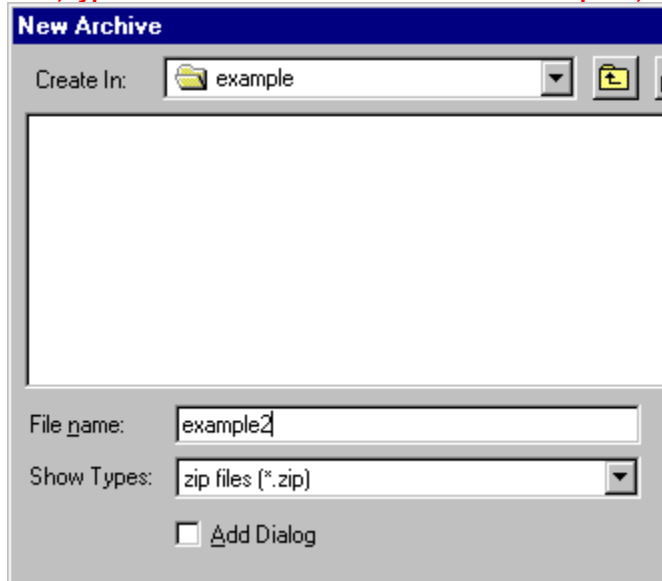 New Archive
Create In: example
File name: example2
Show Types: zip files (*.zip)
Add Dialog